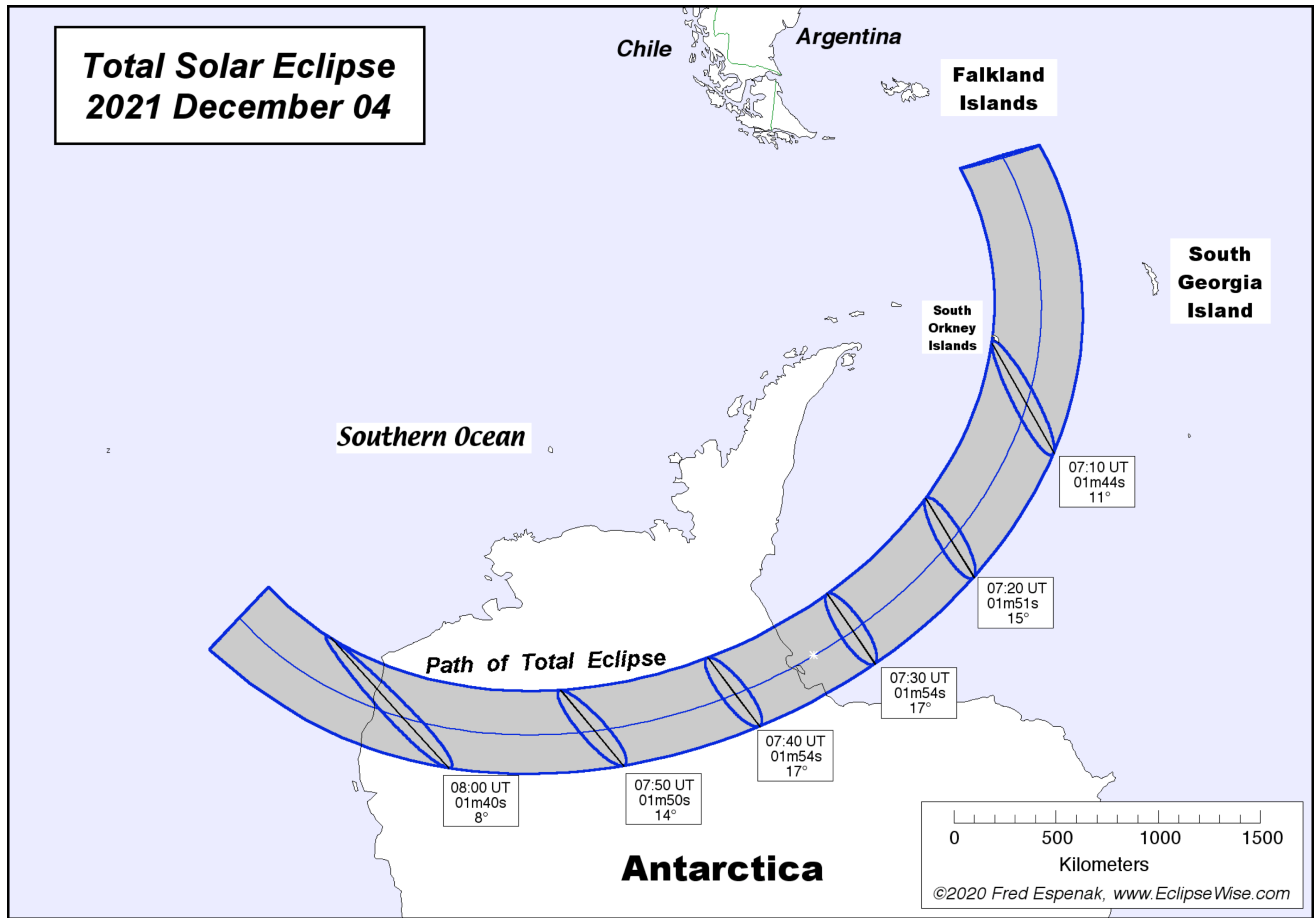 Total Solar Eclipse
2021 December 04
Chile
Argentina
Falkland
Islands
South
Georgia
Island
South
Orkney
Islands
Southern Ocean
07:10 UT
01m44s
11°
07:20 UT
01m51s
15°
Path of Total Eclipse
07:30 UT
01m54s
17°
07:40 UT
01m54s
17°
07:50 UT
01m50s
14°
08:00 UT
01m40s
8°
Antarctica
0 500 1000 1500
Kilometers
©2020 Fred Espenak, www.EclipseWise.com